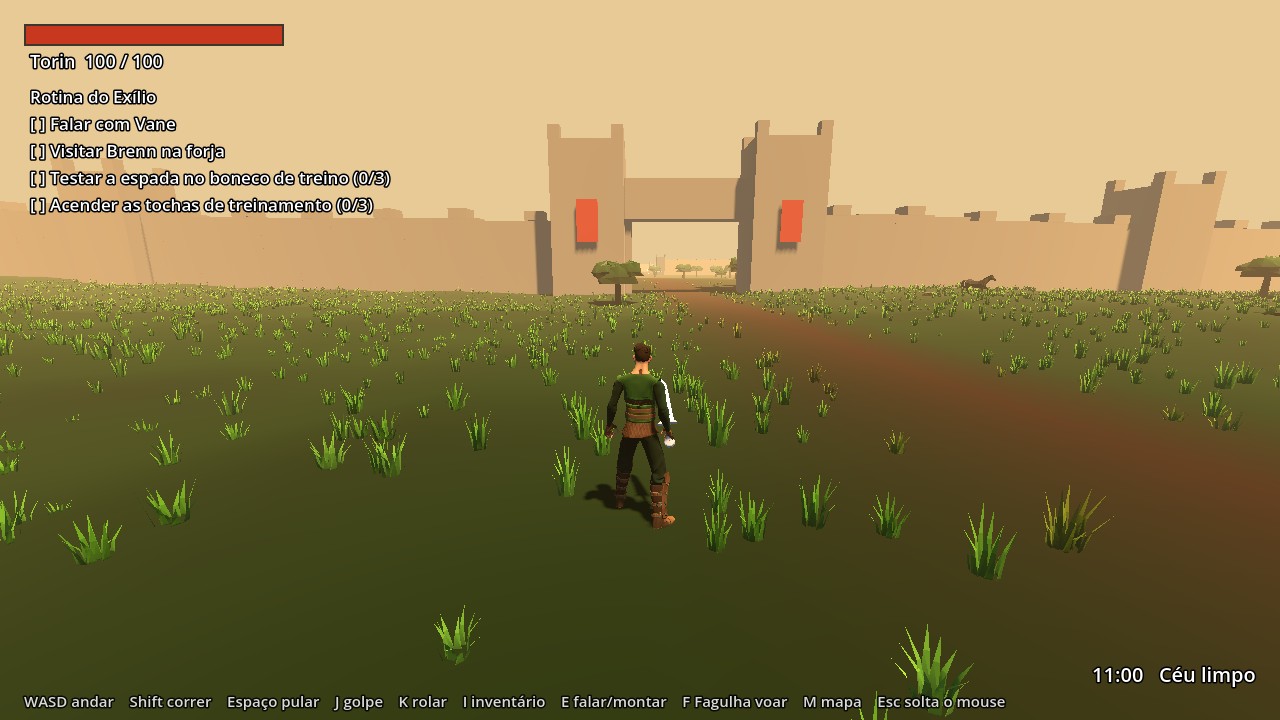 Torin 100 / 100
Rotina do Exílio
[ ] Falar com Vane
[ ] Visitar Brenn na forja
[ ] Testar a espada no boneco de treino (0/3)
[ ] Acender as tochas de treinamento (0/3)
11:00 Céu limpo
WASD andar Shift correr Espaço pular J golpe K rolar I inventário E falar/montar F Fagulha voar M mapa Esc solta o mouse